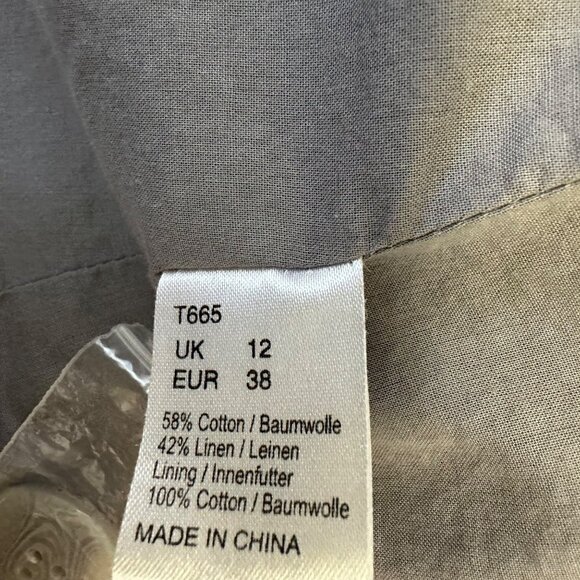 T665
UK 12
EUR 38
58% Cotton / Baumwolle
42% Linen / Leinen
Lining / Innenfutter
100% Cotton / Baumwolle
MADE IN CHINA